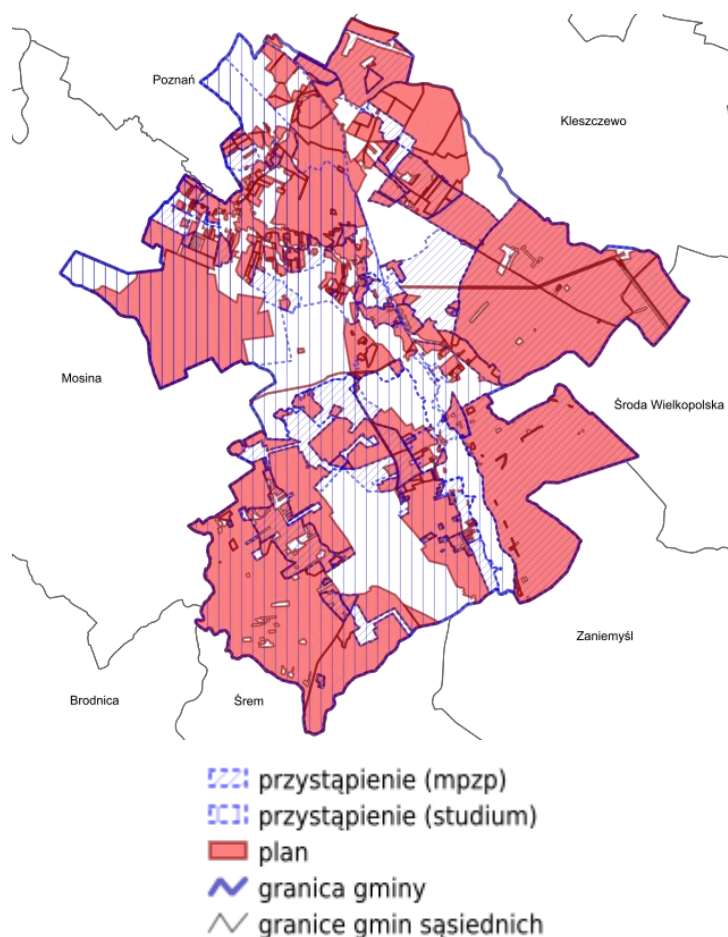 Poznań
Kleszczewo
Mosina
Środa Wielkopolska
Zaniemyśl
Brodnica
Śrem
przystąpienie (mpzp)
przystąpienie (studium)
plan
granica gminy
granice gmin sąsiednich